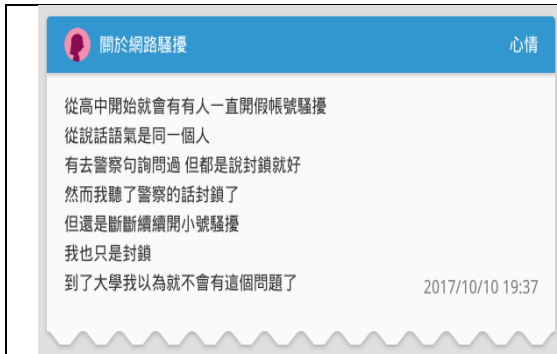 關於網路騷擾
心情
從高中開始就會有有人一直開假帳號騷擾
從說話語氣是同一個人
有去警察句詢問過 但都是說封鎖就好
然而我聽了警察的話封鎖了
但還是斷斷續續開小號騷擾
我也只是封鎖
到了大學我以為就不會有這個問題了
2017/10/10 19:37